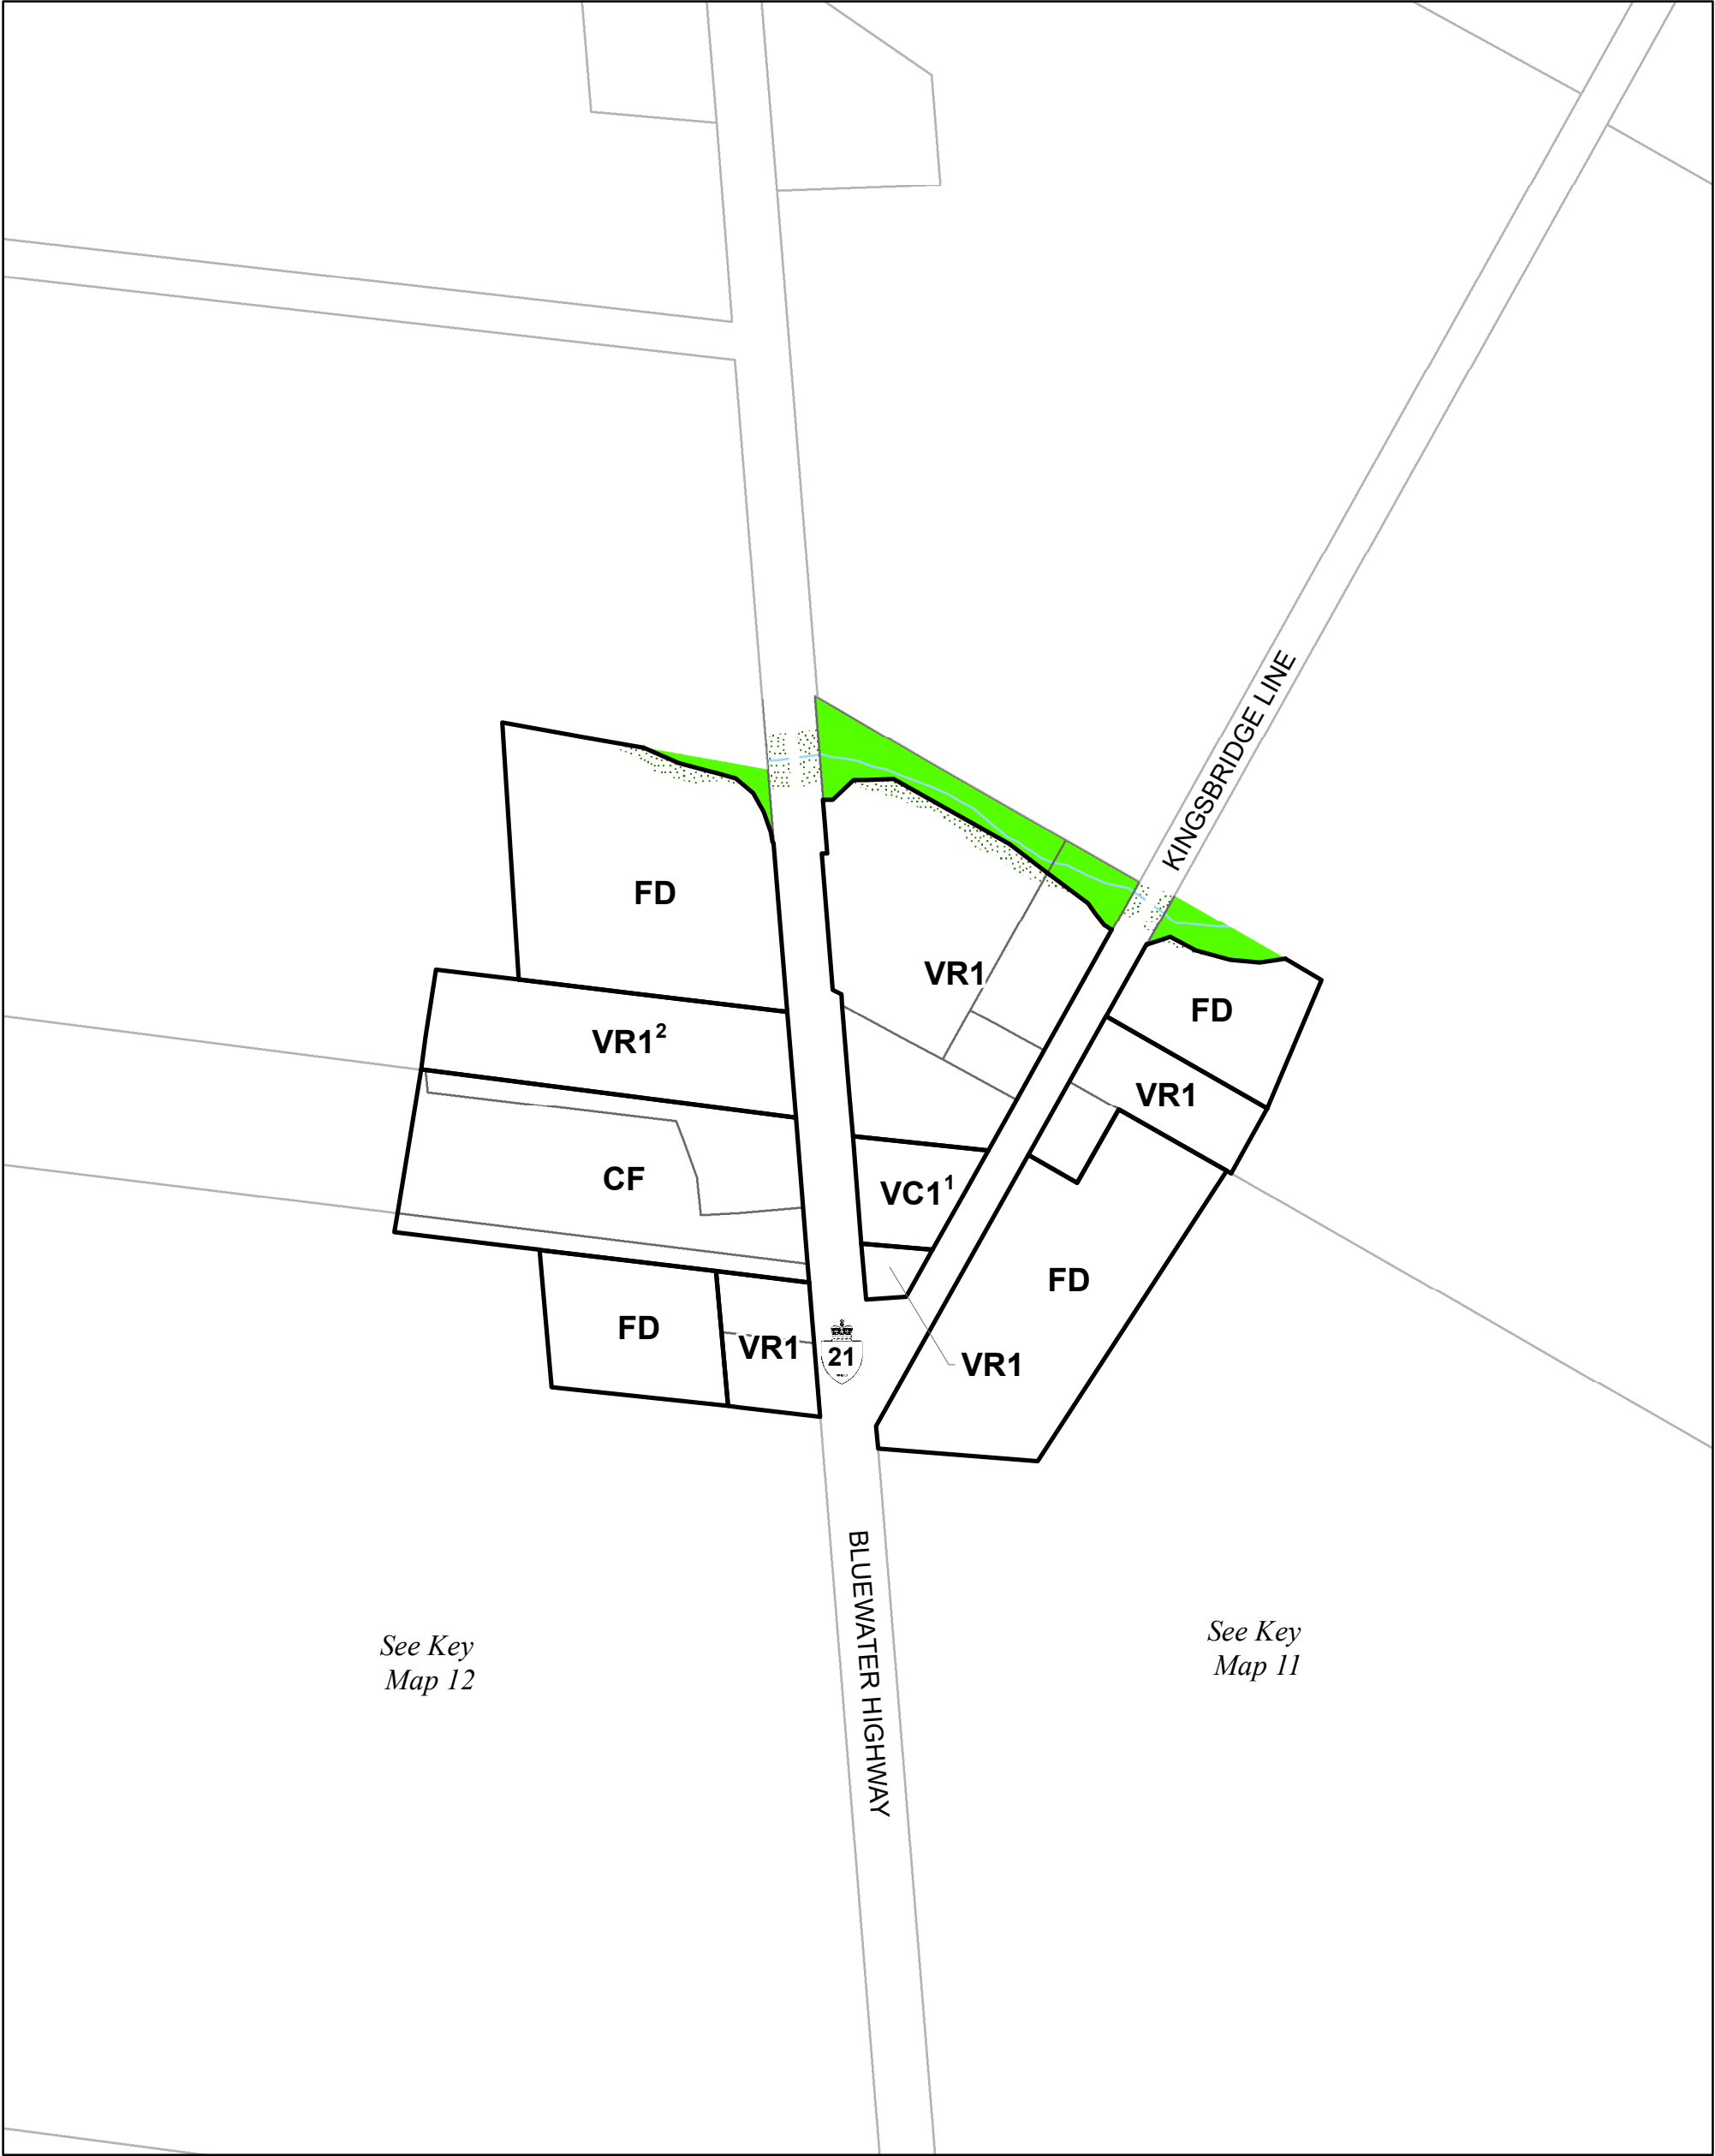 KINGSBRIDGE LINE
FD
VR1
FD
VR1²
VR1
CF
VC1¹
FD
FD
VR1
21
VR1
BLUEWATER HIGHWAY
See Key
Map 12
See Key
Map 11